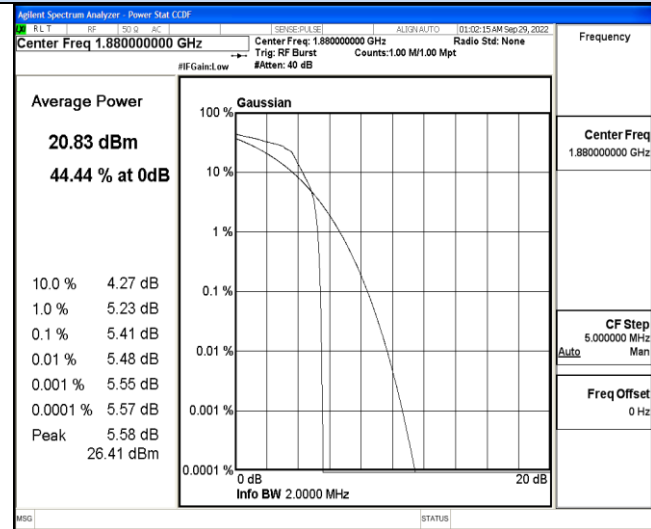 Agilent Spectrum Analyzer - Power Stat CCDF
RL T RF 50 Ω AC SENSE:PULSE ALIGN AUTO 01:02:15 AM Sep 29, 2022
Center Freq 1.880000000 GHz
Center Freq: 1.880000000 GHz Radio Std: None
Trig: RF Burst Counts:1.00 M/1.00 Mpt
#IFGain:Low #Atten: 40 dB
Frequency
Average Power
20.83 dBm
44.44 % at 0dB
10.0 % 4.27 dB
1.0 % 5.23 dB
0.1 % 5.41 dB
0.01 % 5.48 dB
0.001 % 5.55 dB
0.0001 % 5.57 dB
Peak 5.58 dB
26.41 dBm
Gaussian
100 %
10 %
1 %
0.1 %
0.01 %
0.001 %
0.0001 %
0 dB 20 dB
Info BW 2.0000 MHz
Center Freq
1.880000000 GHz
CF Step
5.000000 MHz
Auto Man
Freq Offset
0 Hz
MSG STATUS